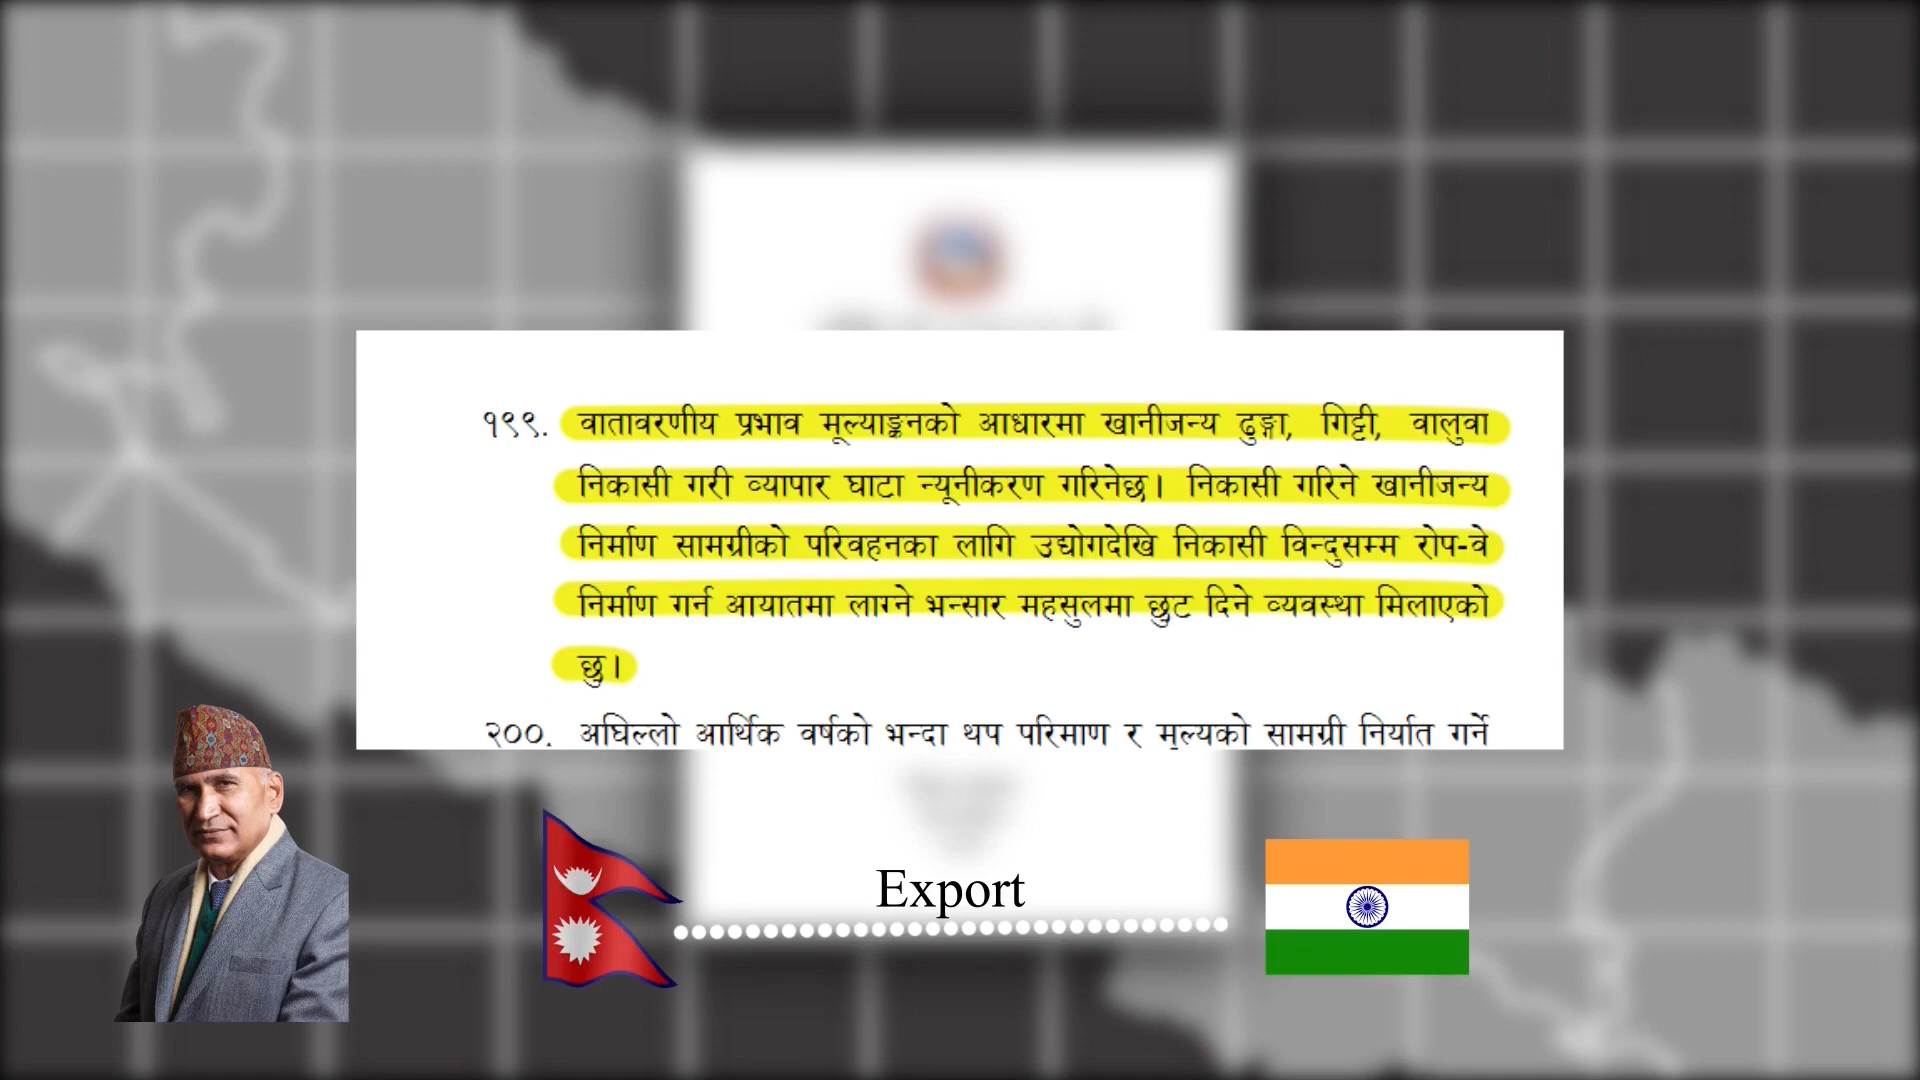 १९९. वातावरणीय प्रभाव मूल्याङ्कनको आधारमा खानीजन्य ढुङ्गा, गिट्टी, वालुवा
निकासी गरी व्यापार घाटा न्यूनीकरण गरिनेछ। निकासी गरिने खानीजन्य
निर्माण सामग्रीको परिवहनका लागि उद्योगदेखि निकासी विन्दुसम्म रोप-वे
निर्माण गर्न आयातमा लाग्ने भन्सार महसुलमा छुट दिने व्यवस्था मिलाएको
छु।
२००. अघिल्लो आर्थिक वर्षको भन्दा थप परिमाण र मूल्यको सामग्री निर्यात गर्ने
Export